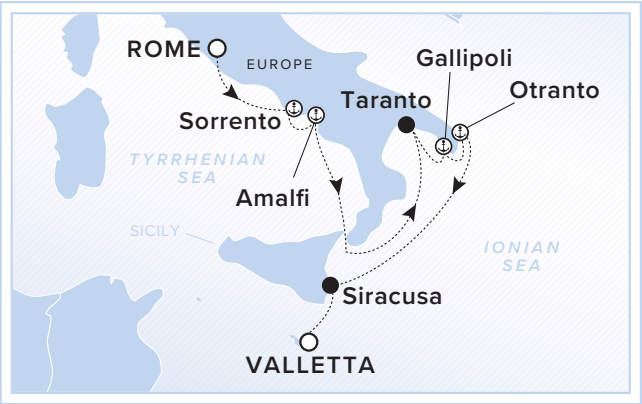 ROME
EUROPE
Gallipoli
Otranto
Taranto
Sorrento
TYRRHENIAN
SEA
Amalfi
SICILY
IONIAN
SEA
Siracusa
VALLETTA